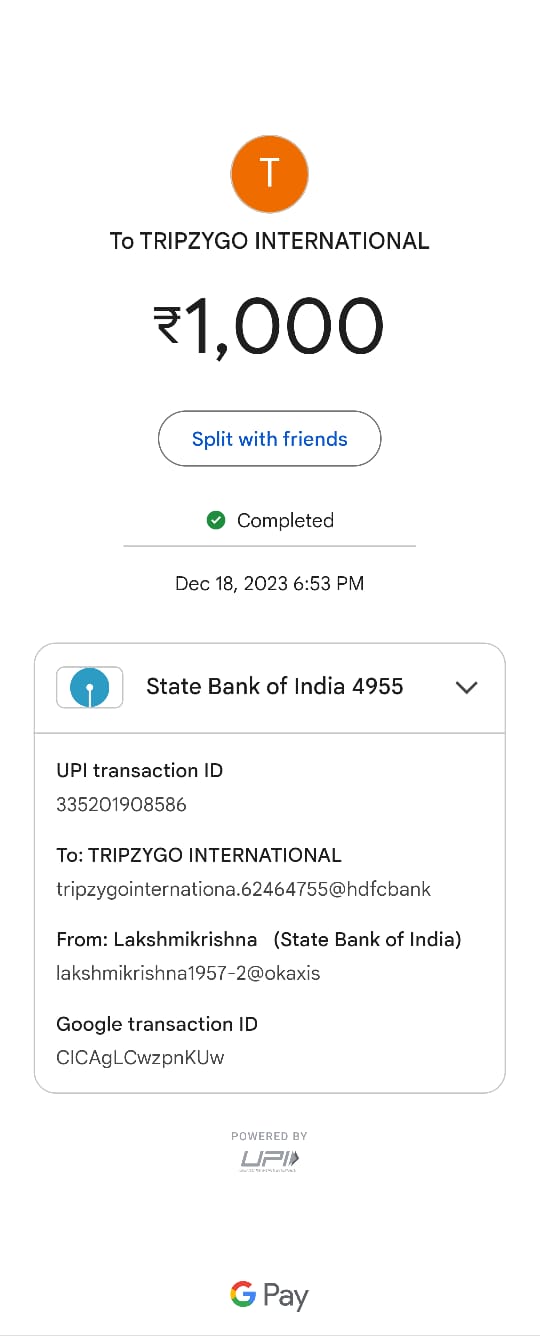 T
To TRIPZYGO INTERNATIONAL
₹1,000
Split with friends
Completed
Dec 18, 2023 6:53 PM
State Bank of India 4955
UPI transaction ID
335201908586
To: TRIPZYGO INTERNATIONAL
tripzygointernationa.62464755@hdfcbank
From: Lakshmikrishna (State Bank of India)
lakshmikrishna1957-2@okaxis
Google transaction ID
CICAgLCwzpnKUw
POWERED BY
UPI
G Pay